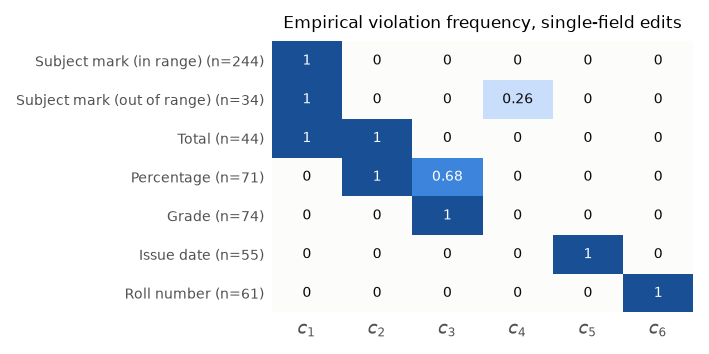 Empirical violation frequency, single-field edits
Subject mark (in range) (n=244) 1 0 0 0 0 0
Subject mark (out of range) (n=34) 1 0 0 0.26 0 0
Total (n=44) 1 1 0 0 0 0
Percentage (n=71) 0 1 0.68 0 0 0
Grade (n=74) 0 0 1 0 0 0
Issue date (n=55) 0 0 0 0 1 0
Roll number (n=61) 0 0 0 0 0 1
c₁ c₂ c₃ c₄ c₅ c₆